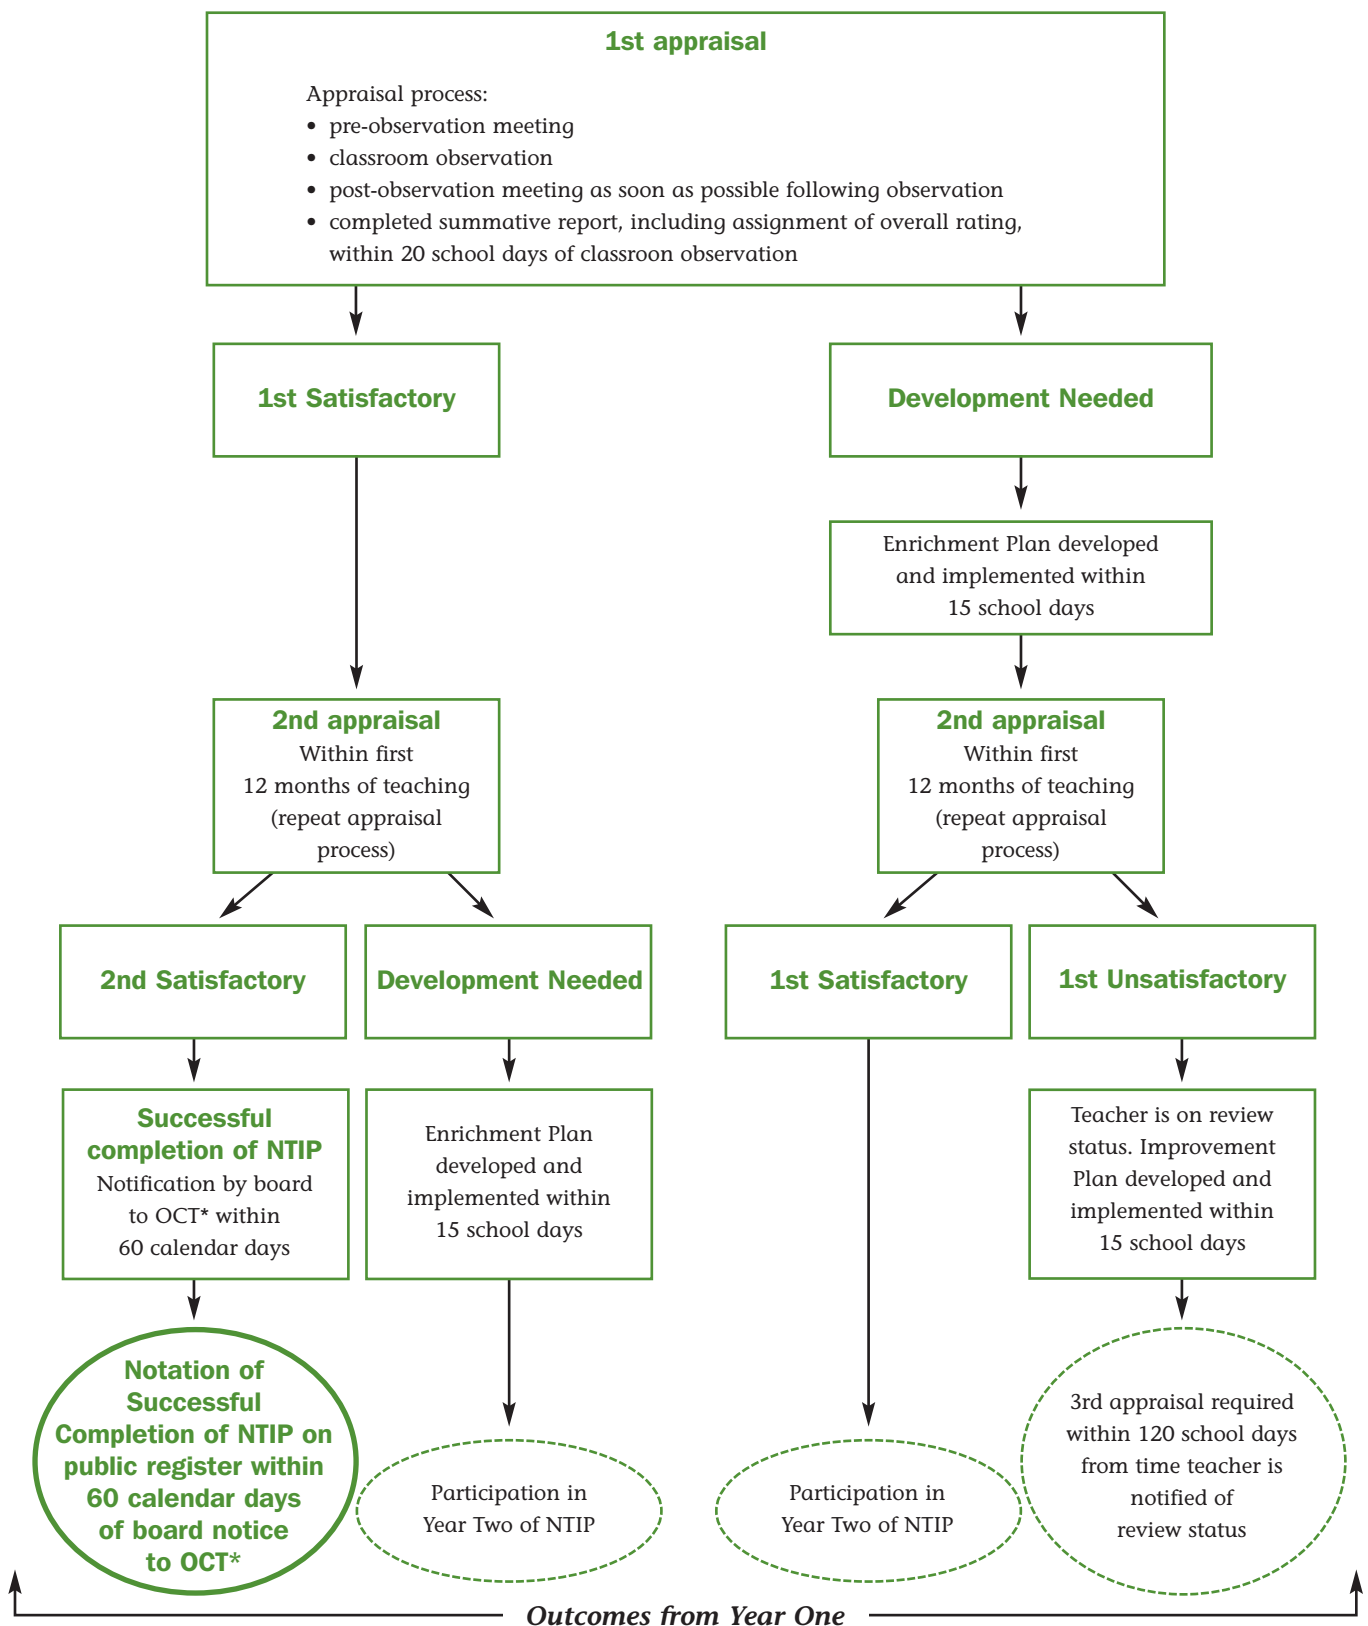 1st appraisal
Appraisal process:
• pre-observation meeting
• classroom observation
• post-observation meeting as soon as possible following observation
• completed summative report, including assignment of overall rating,
within 20 school days of classroon observation
1st Satisfactory
Development Needed
Enrichment Plan developed
and implemented within
15 school days
2nd appraisal
Within first
12 months of teaching
(repeat appraisal
process)
2nd appraisal
Within first
12 months of teaching
(repeat appraisal
process)
2nd Satisfactory
Development Needed
1st Satisfactory
1st Unsatisfactory
Successful
completion of NTIP
Notification by board
to OCT* within
60 calendar days
Enrichment Plan
developed and
implemented within
15 school days
Teacher is on review
status. Improvement
Plan developed and
implemented within
15 school days
Notation of
Successful
Completion of NTIP on
public register within
60 calendar days
of board notice
to OCT*
Participation in
Year Two of NTIP
Participation in
Year Two of NTIP
3rd appraisal required
within 120 school days
from time teacher is
notified of
review status
Outcomes from Year One